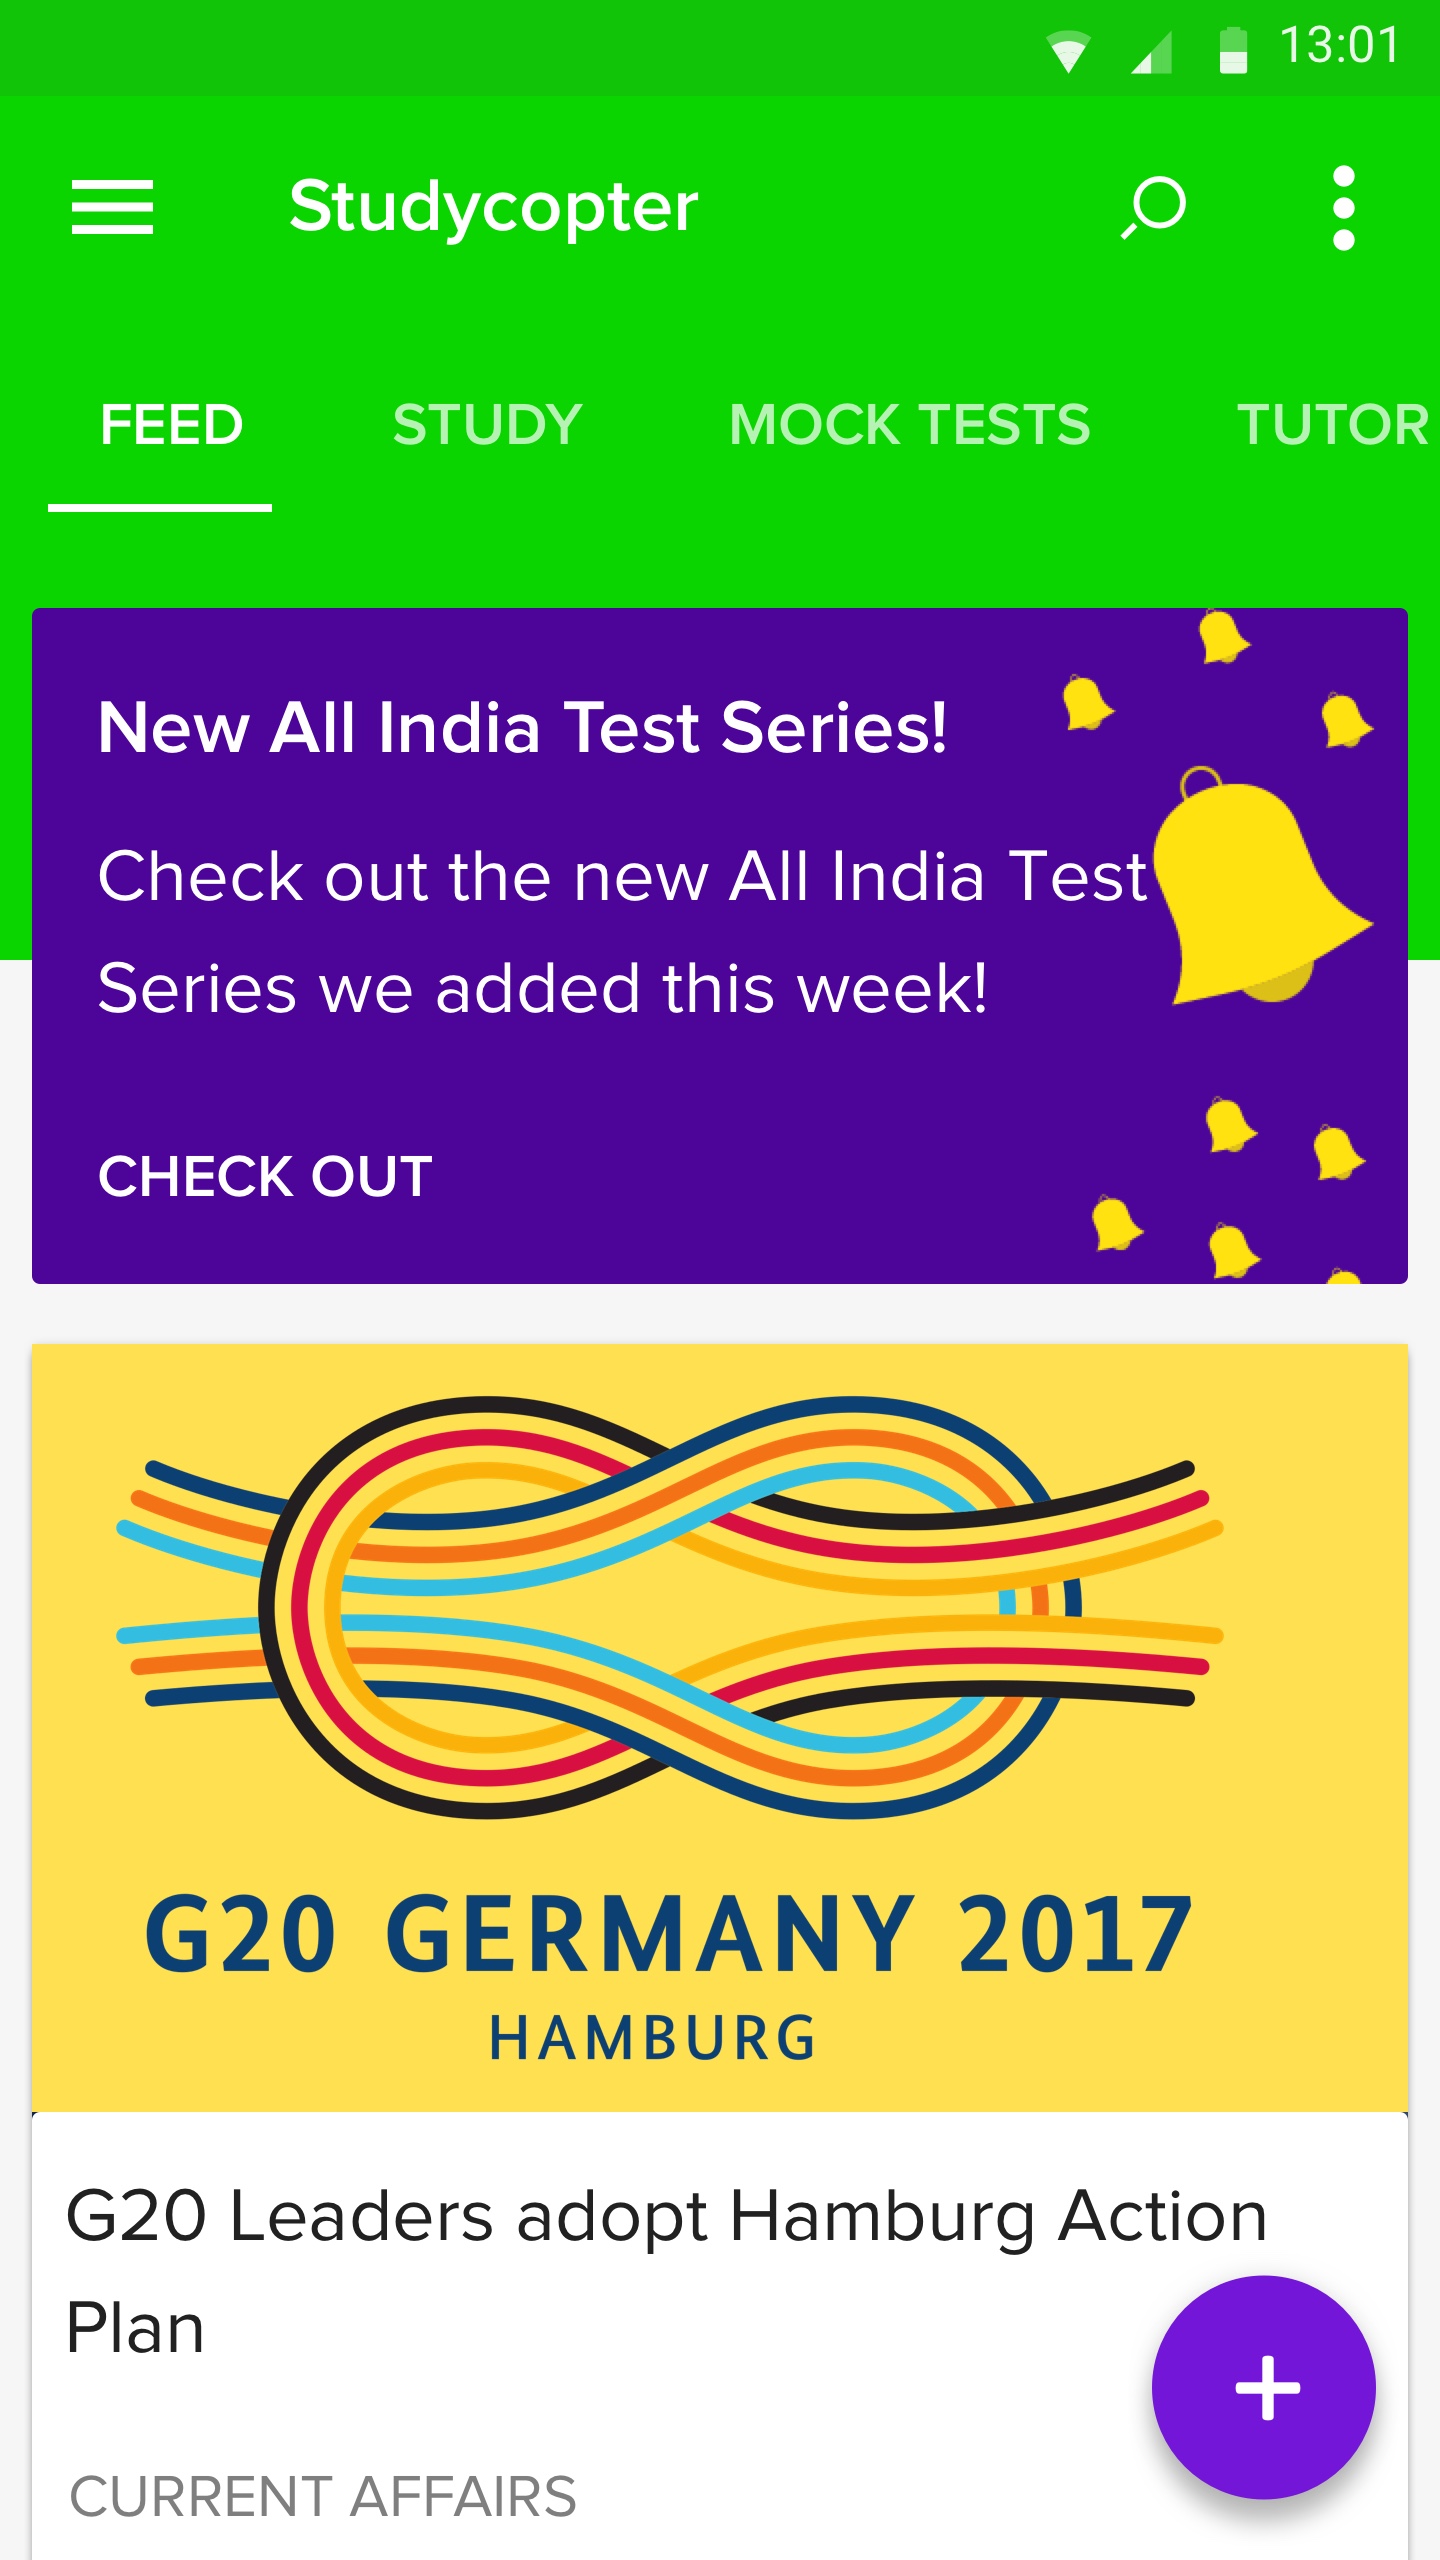 13:01
Studycopter
FEED STUDY MOCK TESTS TUTOR
New All India Test Series!
Check out the new All India Test
Series we added this week!
CHECK OUT
G20 GERMANY 2017
HAMBURG
G20 Leaders adopt Hamburg Action
Plan
CURRENT AFFAIRS